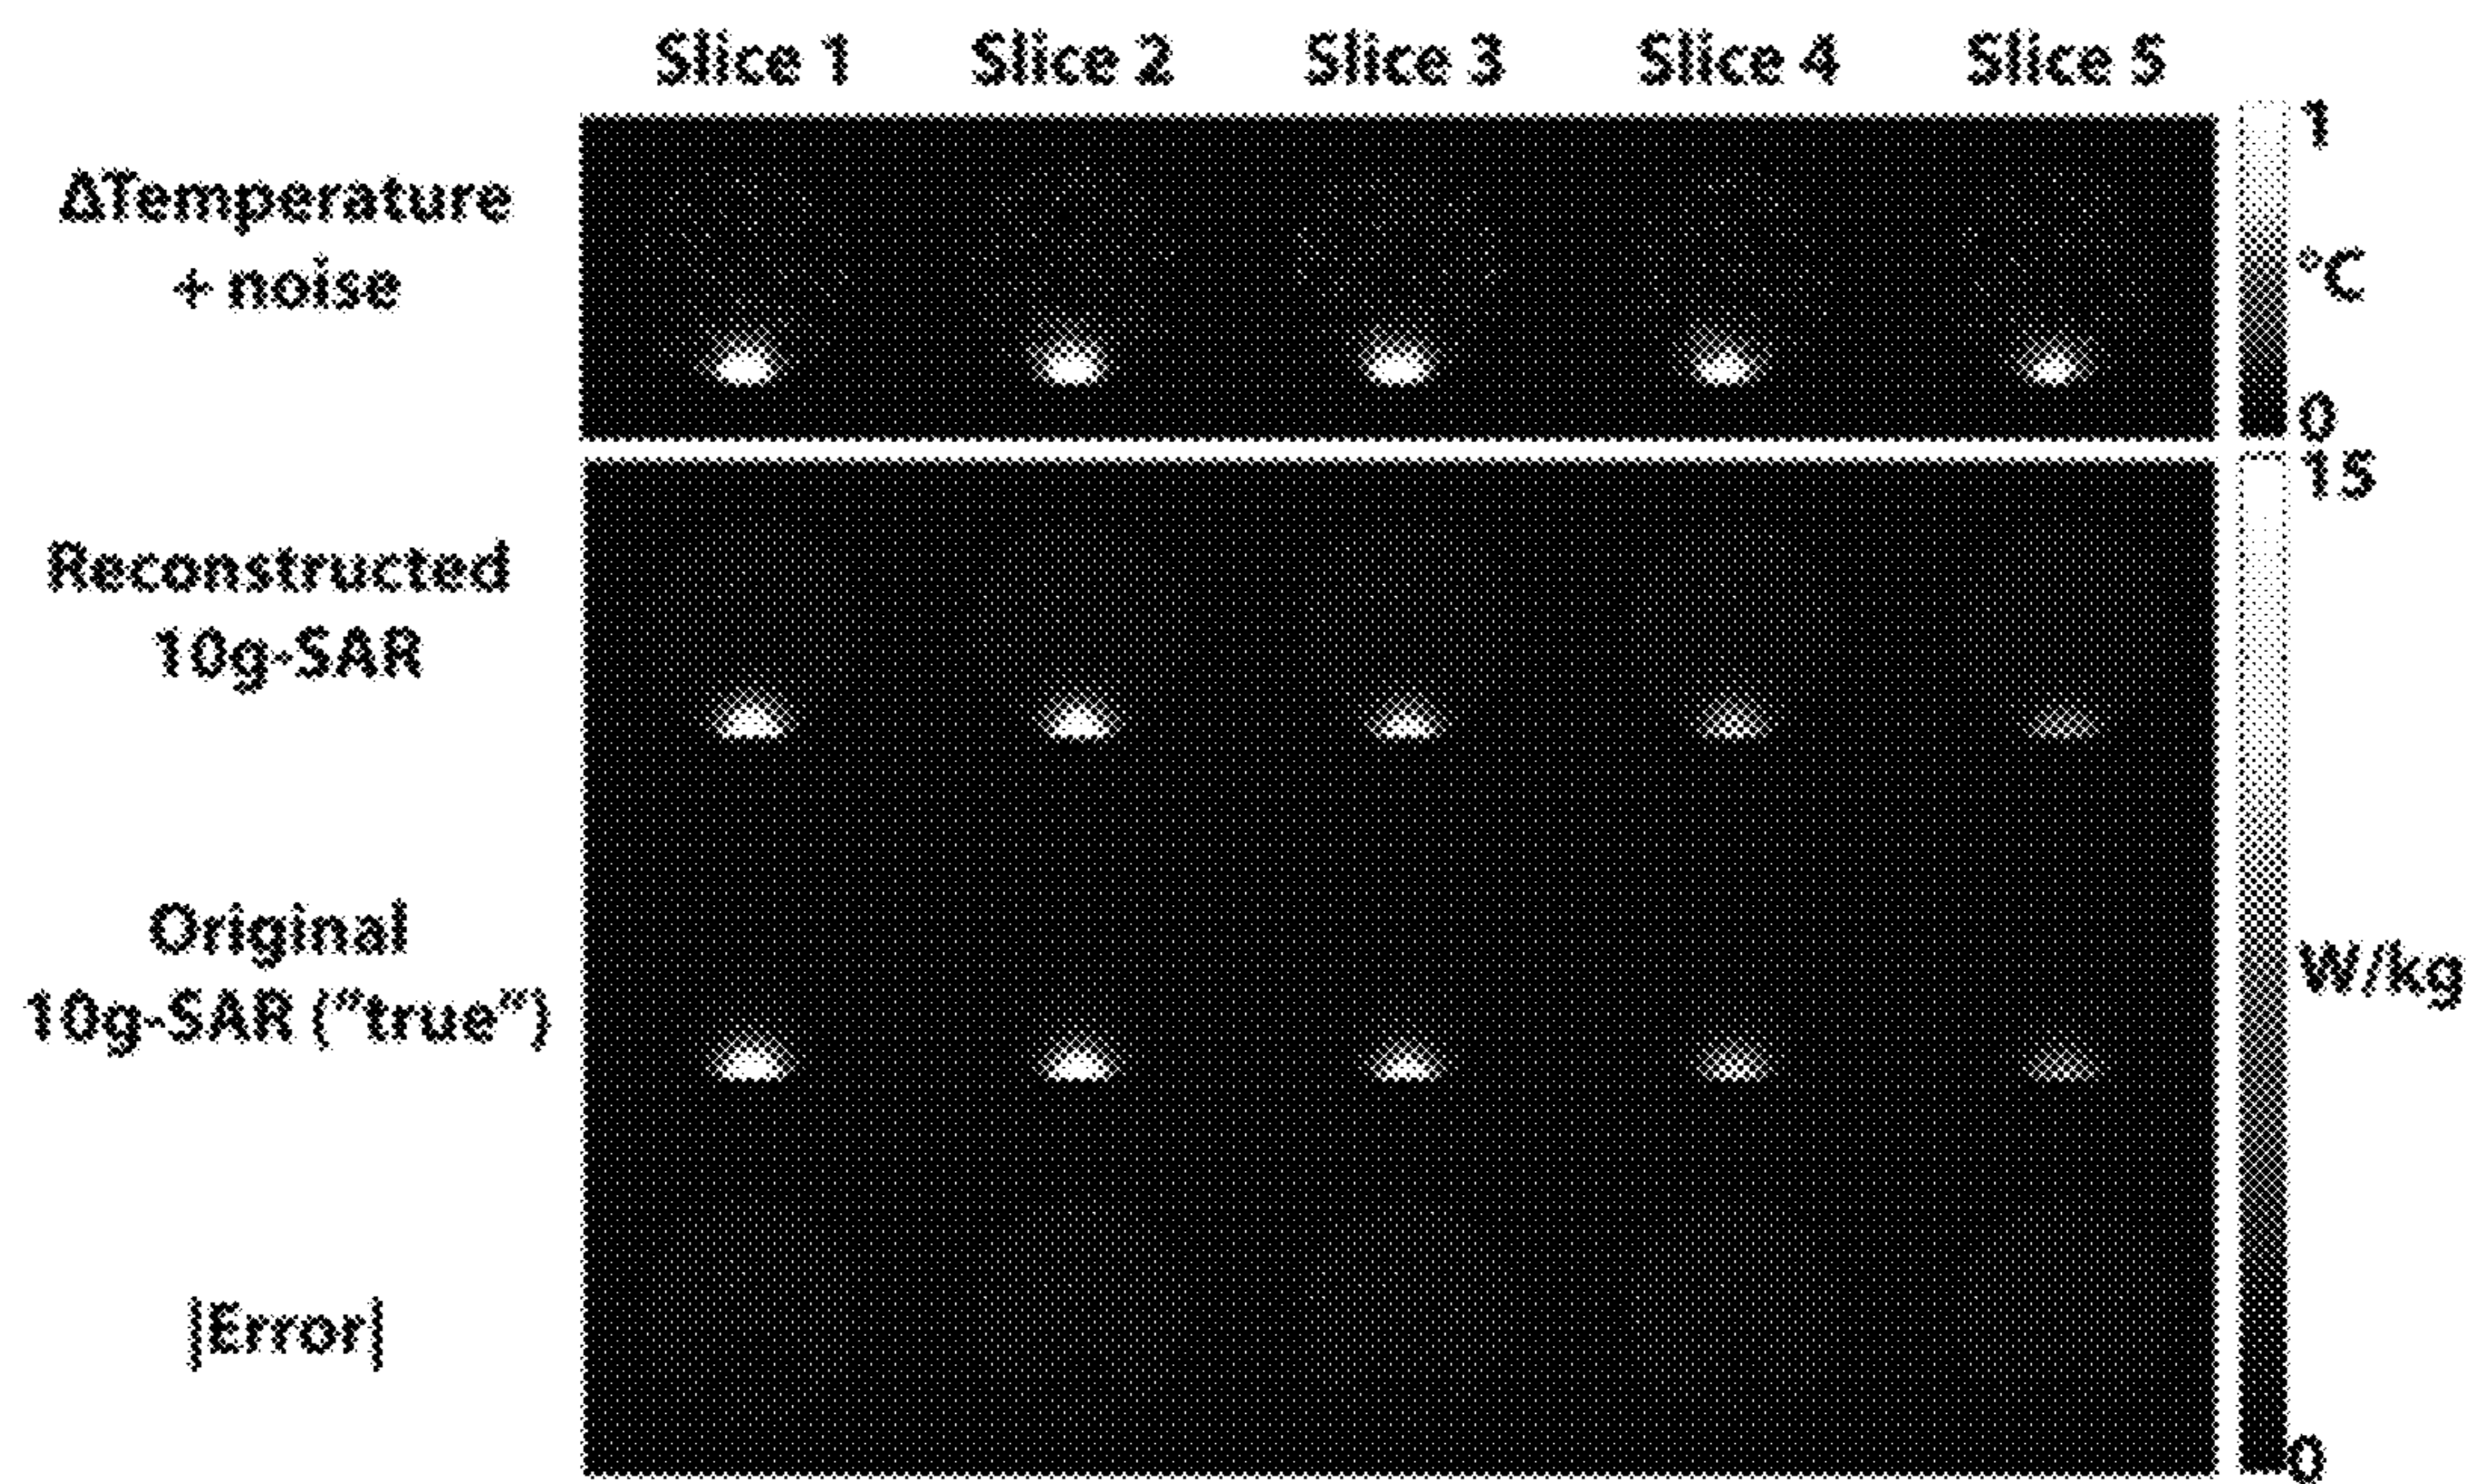 Slice 1 Slice 2 Slice 3 Slice 4 Slice 5
1
ΔTemperature
+ noise
°C
0
15
Reconstructed
10g-SAR
Original
10g-SAR ("true")
W/kg
|Error|
0